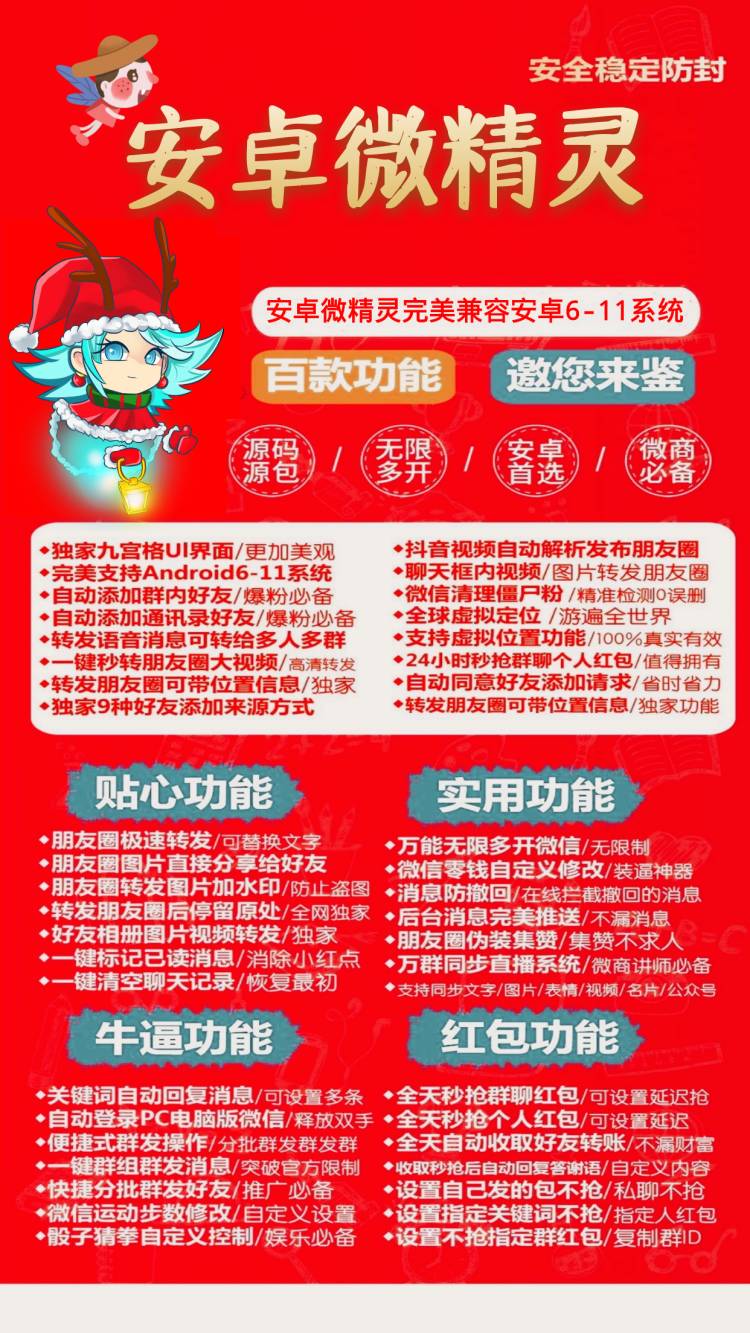 安全稳定防封
安卓微精灵
安卓微精灵完美兼容安卓6-11系统
百款功能
邀您来鉴
源码源包 / 无限多开 / 安卓首选 / 微商必备
◆独家九宫格UI界面/更加美观
◆完美支持Android6-11系统
◆自动添加群内好友/爆粉必备
◆自动添加通讯录好友/爆粉必备
◆转发语音消息可转给多人多群
◆一键秒转朋友圈大视频/高清转发
◆转发朋友圈可带位置信息/独家
◆独家9种好友添加来源方式
◆抖音视频自动解析发布朋友圈
◆聊天框内视频/图片转发朋友圈
◆微信清理僵尸粉/精准检测0误删
◆全球虚拟定位/游遍全世界
◆支持虚拟位置功能/100%真实有效
◆24小时秒抢群聊个人红包/值得拥有
◆自动同意好友添加请求/省时省力
◆转发朋友圈可带位置信息/独家功能
贴心功能
◆朋友圈极速转发/可替换文字
◆朋友圈图片直接分享给好友
◆朋友圈转发图片加水印/防止盗图
◆转发朋友圈后停留原处/全网独家
◆好友相册图片视频转发/独家
◆一键标记已读消息/消除小红点
◆一键清空聊天记录/恢复最初
实用功能
◆万能无限多开微信/无限制
◆微信零钱自定义修改/装逼神器
◆消息防撤回/在线拦截撤回的消息
◆后台消息完美推送/不漏消息
◆朋友圈伪装集赞/集赞不求人
◆万群同步直播系统/微商讲师必备
◆支持同步文字/图片/表情/视频/名片/公众号
牛逼功能
◆关键词自动回复消息/可设置多条
◆自动登录PC电脑版微信/释放双手
◆便捷式群发操作/分批群发群发群
◆一键群组群发消息/突破官方限制
◆快捷分批群发好友/推广必备
◆微信运动步数修改/自定义设置
◆骰子猜拳自定义控制/娱乐必备
红包功能
◆全天秒抢群聊红包/可设置延迟抢
◆全天秒抢个人红包/可设置延迟
◆全天自动收取好友转账/不漏财富
◆收取秒抢后自动回复答谢语/自定义内容
◆设置自己发的包不抢/私聊不抢
◆设置指定关键词不抢/指定人红包
◆设置不抢指定群红包/复制群ID